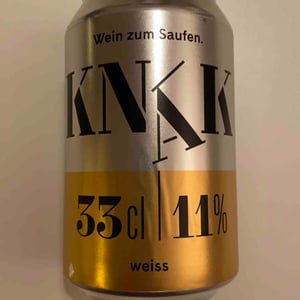 Wein zum Saufen.
KNAK
33cl | 11%
weiss